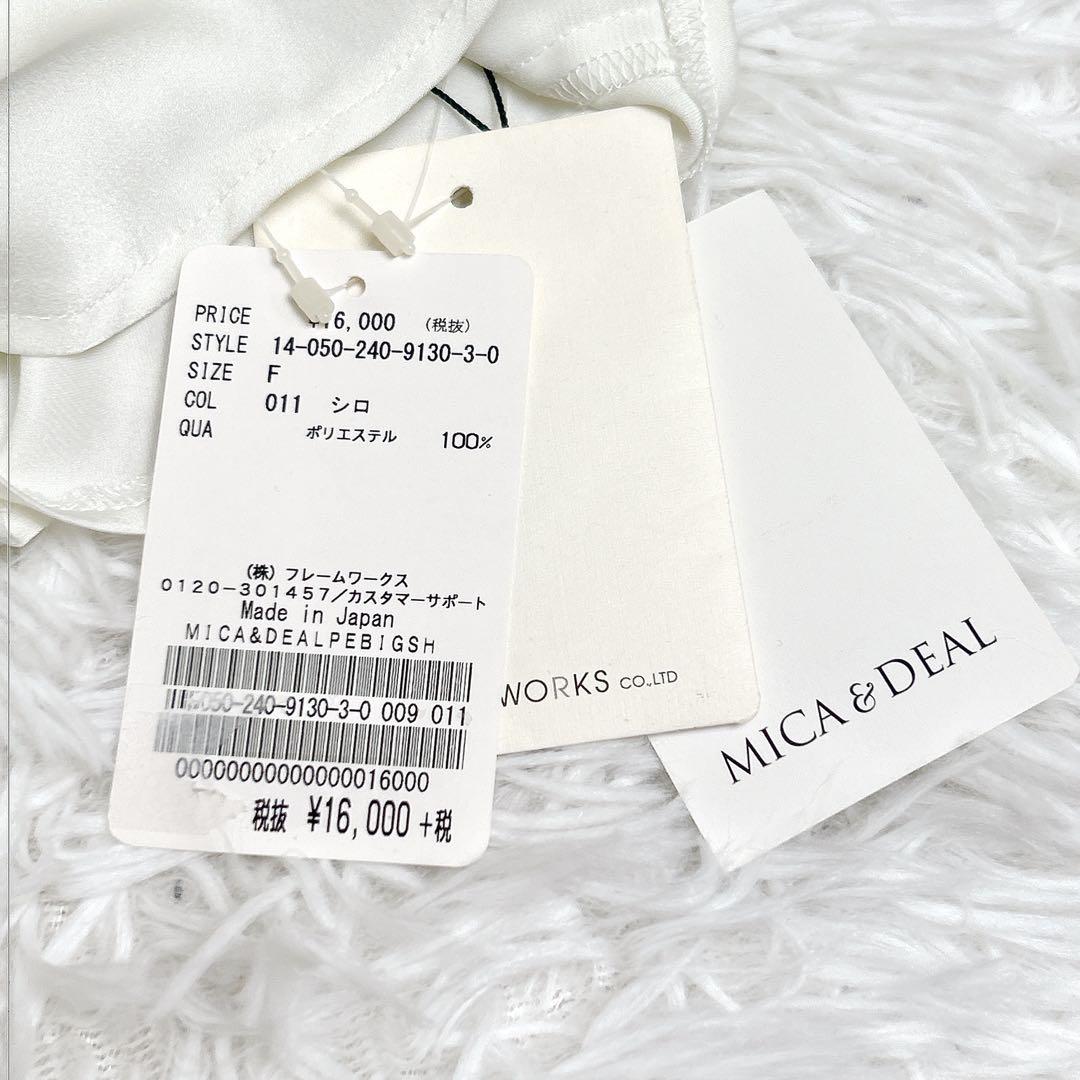 PRICE ¥16,000 (税抜)
STYLE 14-050-240-9130-3-0
SIZE F
COL 011 シロ
QUA ポリエステル 100%
(株) フレームワークス
0120-301457/カスタマーサポート
Made in Japan
MICA&DEALPEBIGSH
050-240-9130-3-0 009 011
00000000000000016000
税抜 ¥16,000 +税
WORKS CO.,LTD
MICA & DEAL